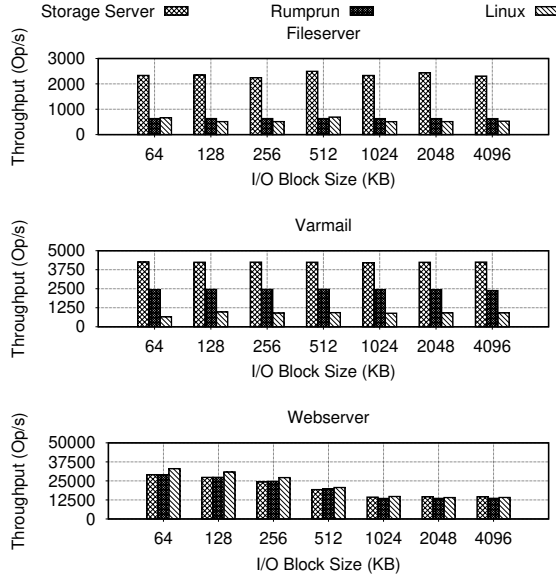 Storage Server Rumprun Linux
Fileserver
Throughput (Op/s)
3000
2000
1000
0
64 128 256 512 1024 2048 4096
I/O Block Size (KB)
Varmail
Throughput (Op/s)
5000
3750
2500
1250
0
64 128 256 512 1024 2048 4096
I/O Block Size (KB)
Webserver
Throughput (Op/s)
50000
37500
25000
12500
0
64 128 256 512 1024 2048 4096
I/O Block Size (KB)